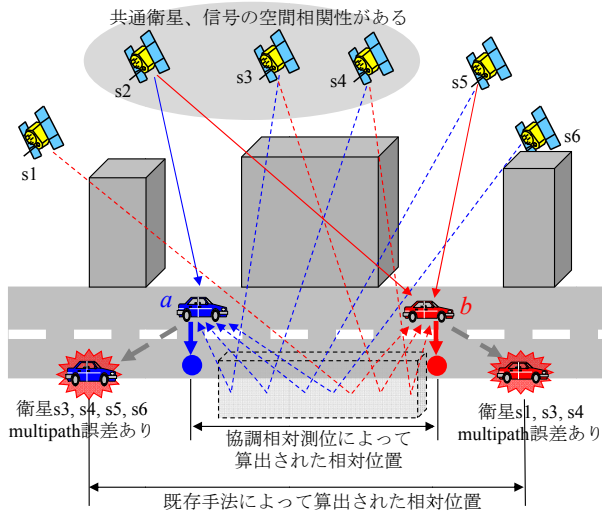 共通衛星、信号の空間相関性がある
s2
s3
s4
s5
s1
s6
a
b
衛星s3, s4, s5, s6
multipath誤差あり
衛星s1, s3, s4
multipath誤差あり
協調相対測位によって
算出された相対位置
既存手法によって算出された相対位置